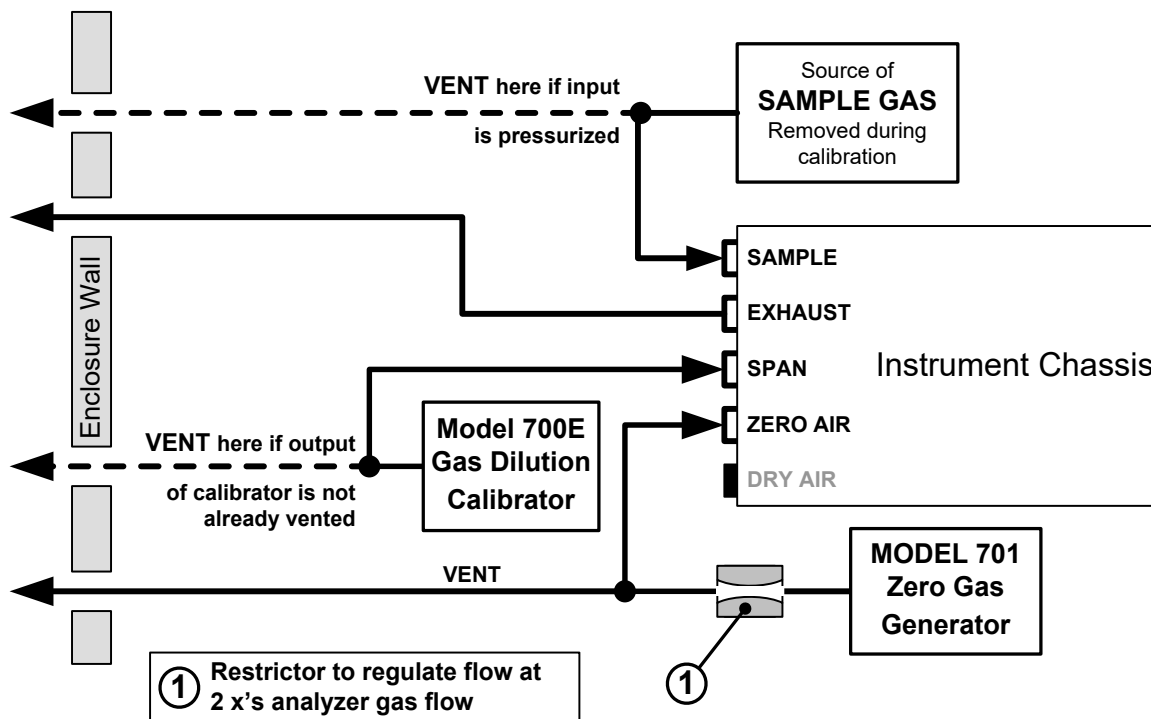 VENT here if input
is pressurized
Source of
SAMPLE GAS
Removed during
calibration
Enclosure Wall
SAMPLE
EXHAUST
SPAN
ZERO AIR
DRY AIR
Instrument Chassis
VENT here if output
of calibrator is not
already vented
Model 700E
Gas Dilution
Calibrator
VENT
MODEL 701
Zero Gas
Generator
1
1 Restrictor to regulate flow at
2 x's analyzer gas flow